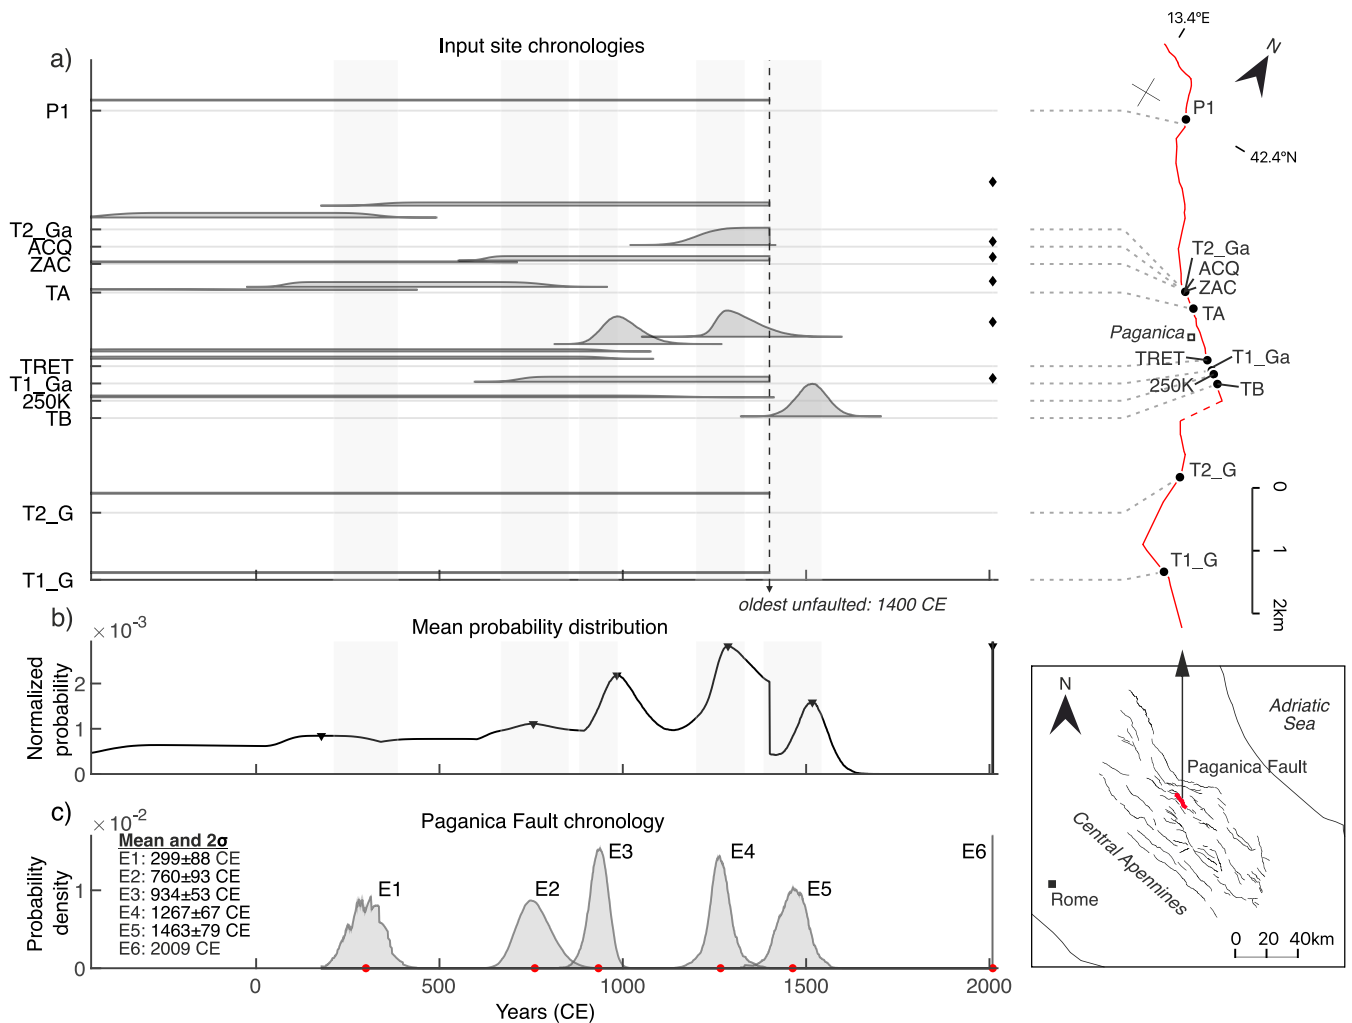 Input site chronologies
a)
P1
T2_Ga
ACQ
ZAC
TA
TRET
T1_Ga
250K
TB
T2_G
T1_G
oldest unfaulted: 1400 CE
13.4°E
N
P1
42.4°N
T2_Ga
ACQ
ZAC
TA
Paganica
TRET
T1_Ga
250K
TB
T2_G
0
1
2km
T1_G
b)
× 10⁻³
Mean probability distribution
Normalized
probability
2
1
0
c)
× 10⁻²
Paganica Fault chronology
Probability
density
1
0
Mean and 2σ
E1: 299±88 CE
E2: 760±93 CE
E3: 934±53 CE
E4: 1267±67 CE
E5: 1463±79 CE
E6: 2009 CE
E1
E2
E3
E4
E5
E6
0 500 1000 1500 2000
Years (CE)
N
Adriatic
Sea
Paganica Fault
Central Apennines
Rome
0 20 40km